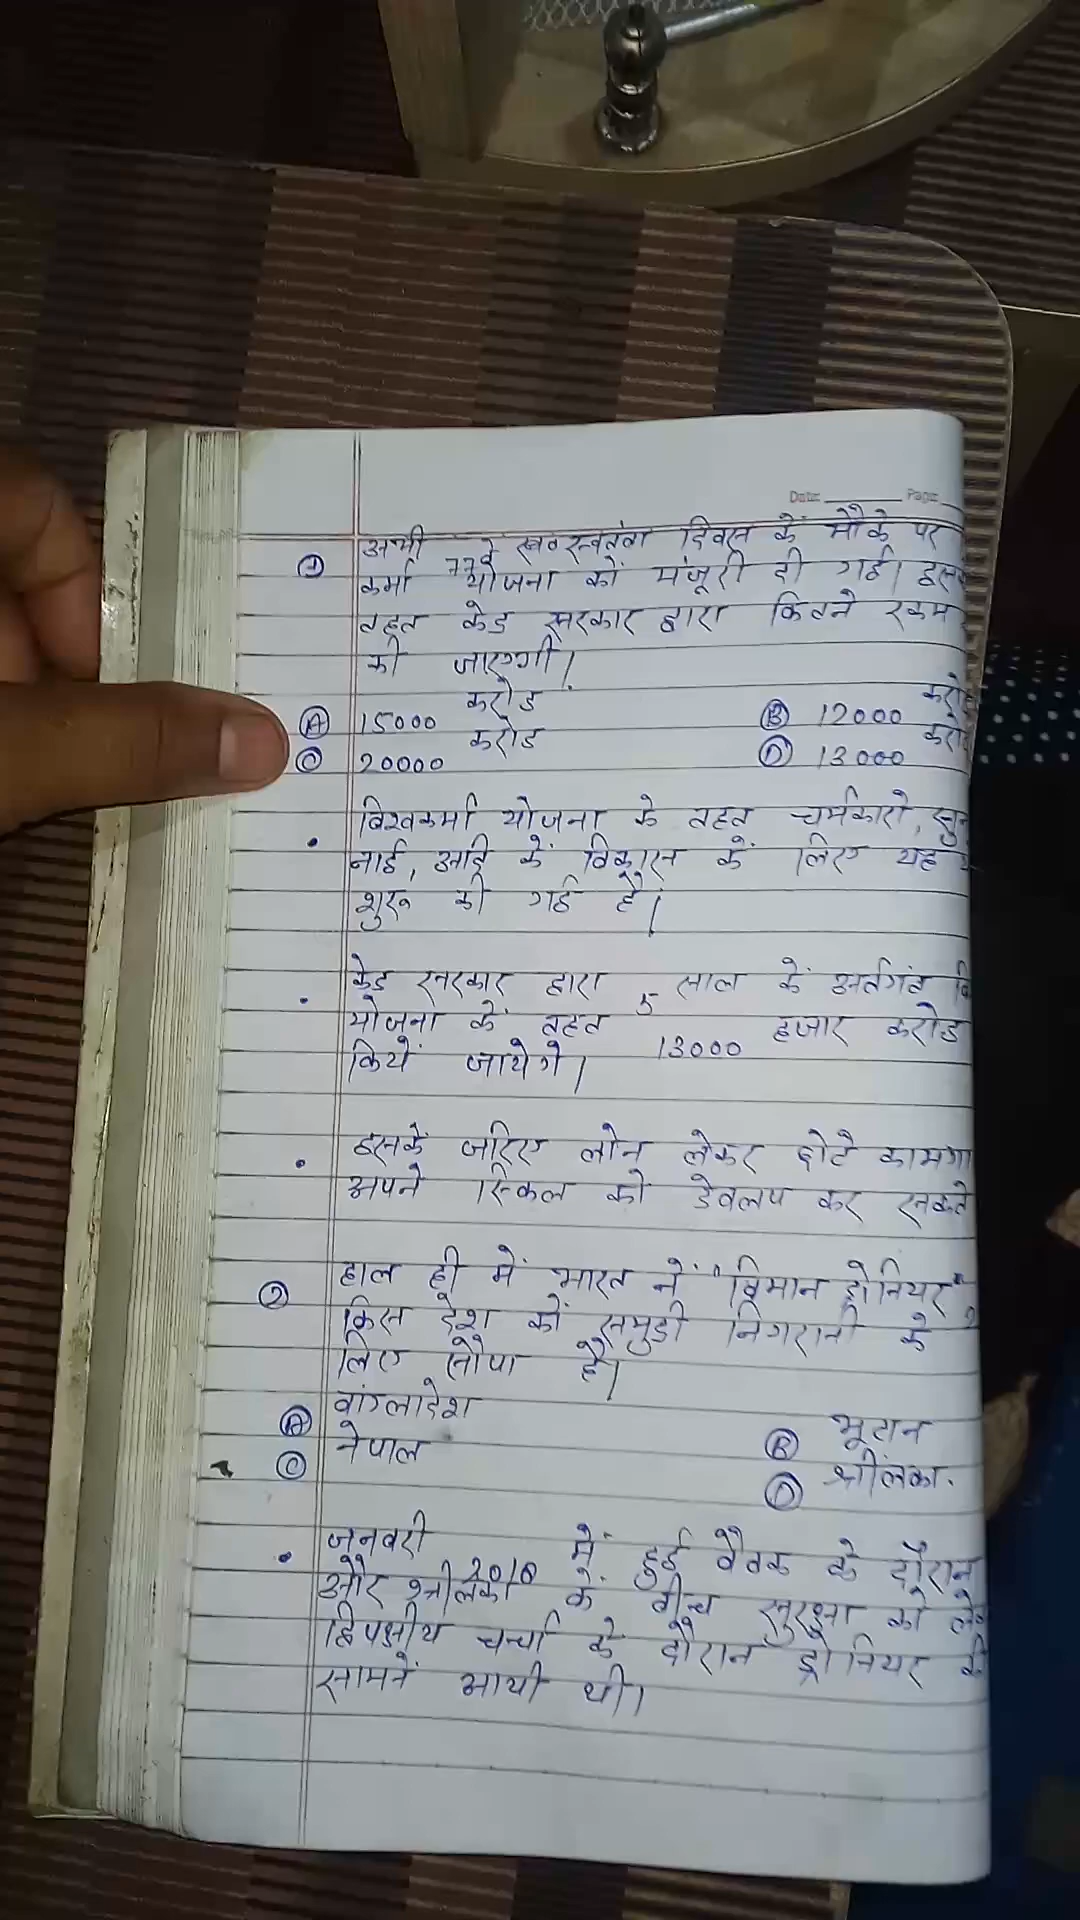 Date: Page:
अभी 77वे स्वतंत्रता दिवस के मौके पर
① कर्मा योजना को मंजूरी दी गई। इसके
तहत केंड सरकार द्वारा कितने रकम
की जाएगी।
Ⓐ 15000 करोड Ⓑ 12000 करोड
Ⓒ 20000 करोड Ⓓ 13000 करोड
• विश्वकर्मा योजना के तहत चर्मकारो,
नाई, आदि के विकास के लिए यह
शुरू की गई है।
• केंड सरकार द्वारा 5 साल के अर्तगंत
योजना के तहत 13000 हजार करोड
किये जायेगे।
• इसके जरिए लोन लेकर छोटे कामगा
अपने स्किल को डेवलप कर सकते
② हाल ही में भारत ने "विमान ड्रोनियर"
किस देश को समुद्री निगरानी के
लिए सौपा है।
Ⓐ बांग्लादेश Ⓑ भूटान
Ⓒ नेपाल Ⓓ श्रीलंका.
• जनवरी 2018 में हुई बैठक के दौरान
और श्रीलंका के बीच सुरक्षा को
द्विपक्षीय चर्चा के दौरान ड्रोनियर की
सामने आयी थी।